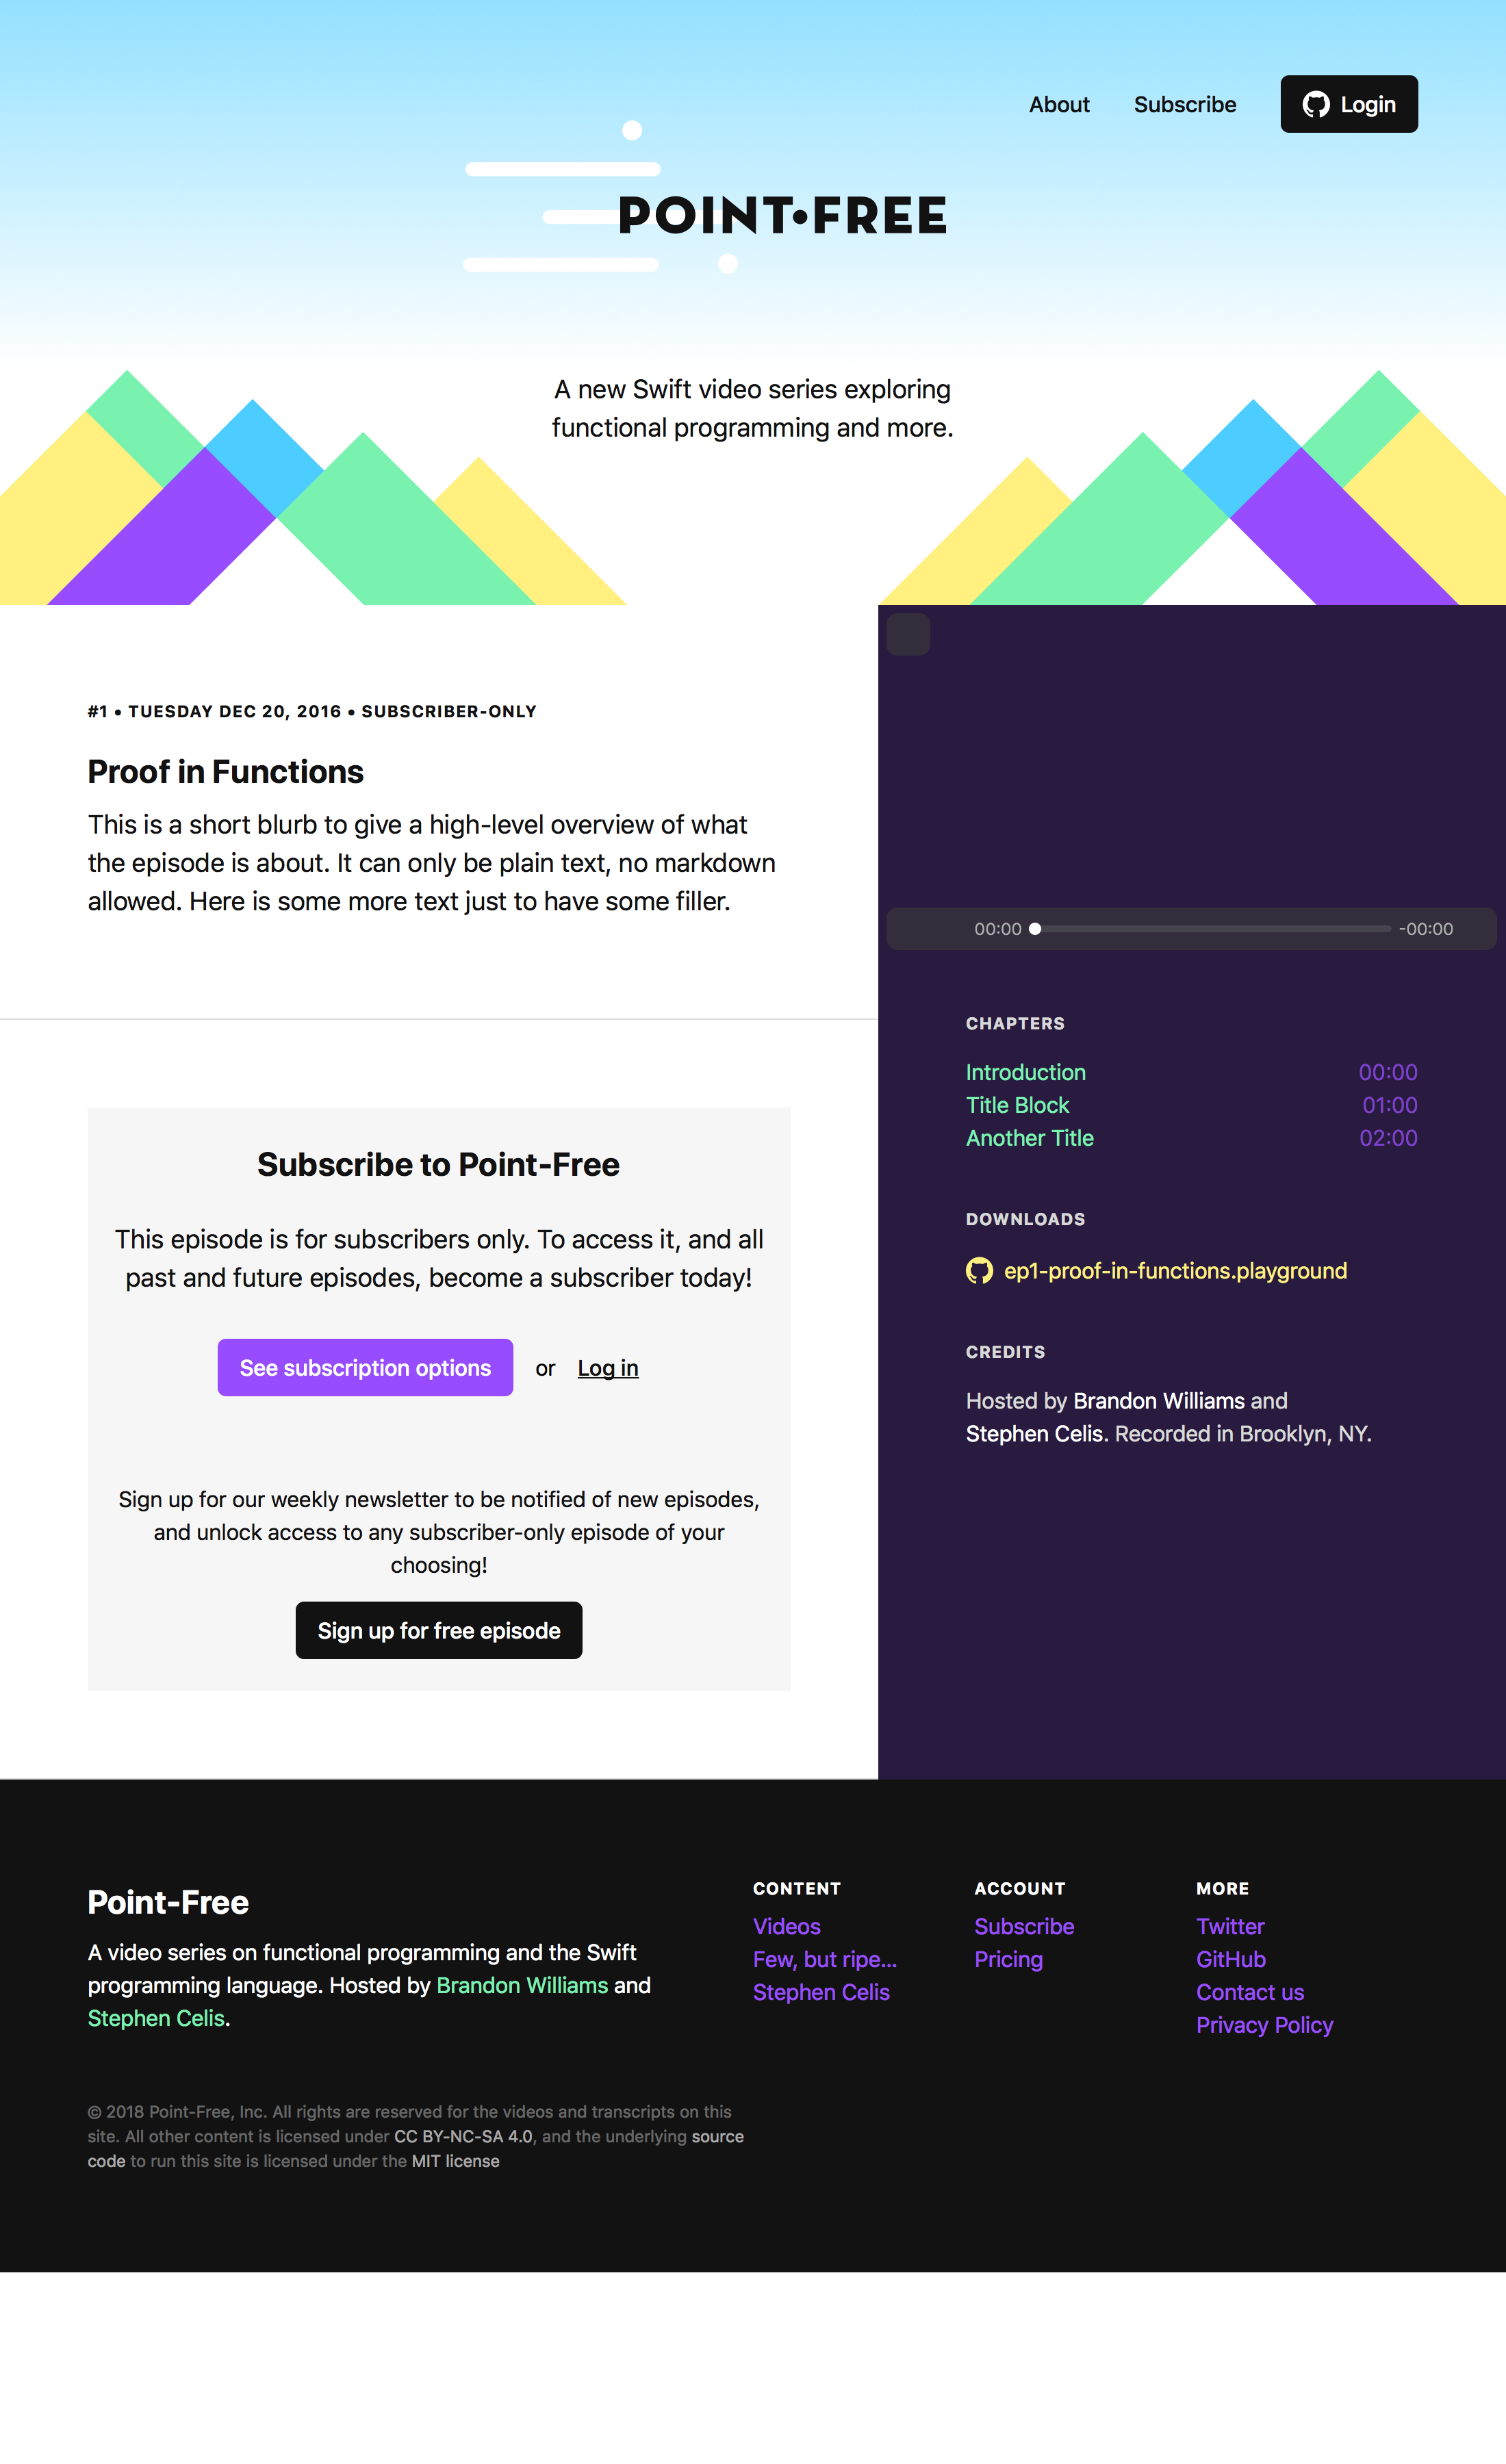 About
Subscribe
Login
POINT•FREE
A new Swift video series exploring
functional programming and more.
#1 • TUESDAY DEC 20, 2016 • SUBSCRIBER-ONLY
Proof in Functions
This is a short blurb to give a high-level overview of what
the episode is about. It can only be plain text, no markdown
allowed. Here is some more text just to have some filler.
Subscribe to Point-Free
This episode is for subscribers only. To access it, and all
past and future episodes, become a subscriber today!
See subscription options
or
Log in
Sign up for our weekly newsletter to be notified of new episodes,
and unlock access to any subscriber-only episode of your
choosing!
Sign up for free episode
00:00
-00:00
CHAPTERS
Introduction 00:00
Title Block 01:00
Another Title 02:00
DOWNLOADS
ep1-proof-in-functions.playground
CREDITS
Hosted by Brandon Williams and
Stephen Celis. Recorded in Brooklyn, NY.
Point-Free
A video series on functional programming and the Swift
programming language. Hosted by Brandon Williams and
Stephen Celis.
CONTENT
Videos
Few, but ripe...
Stephen Celis
ACCOUNT
Subscribe
Pricing
MORE
Twitter
GitHub
Contact us
Privacy Policy
© 2018 Point-Free, Inc. All rights are reserved for the videos and transcripts on this
site. All other content is licensed under CC BY-NC-SA 4.0, and the underlying source
code to run this site is licensed under the MIT license